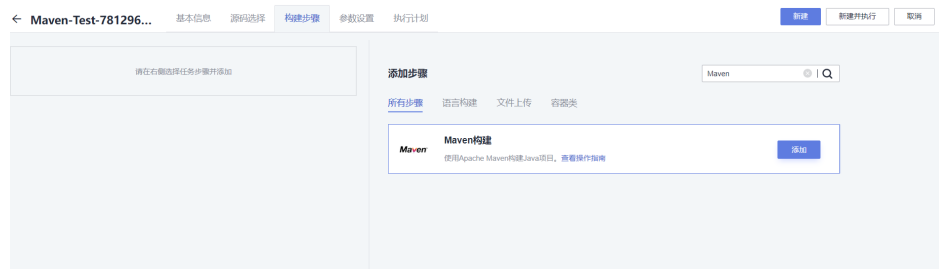 ← Maven-Test-781296... 基本信息 源码选择 构建步骤 参数设置 执行计划 新建 新建并执行 取消
请在右侧选择任务步骤并添加
添加步骤 Maven
所有步骤 语言构建 文件上传 容器类
Maven Maven构建
使用Apache Maven构建Java项目。查看操作指南
添加